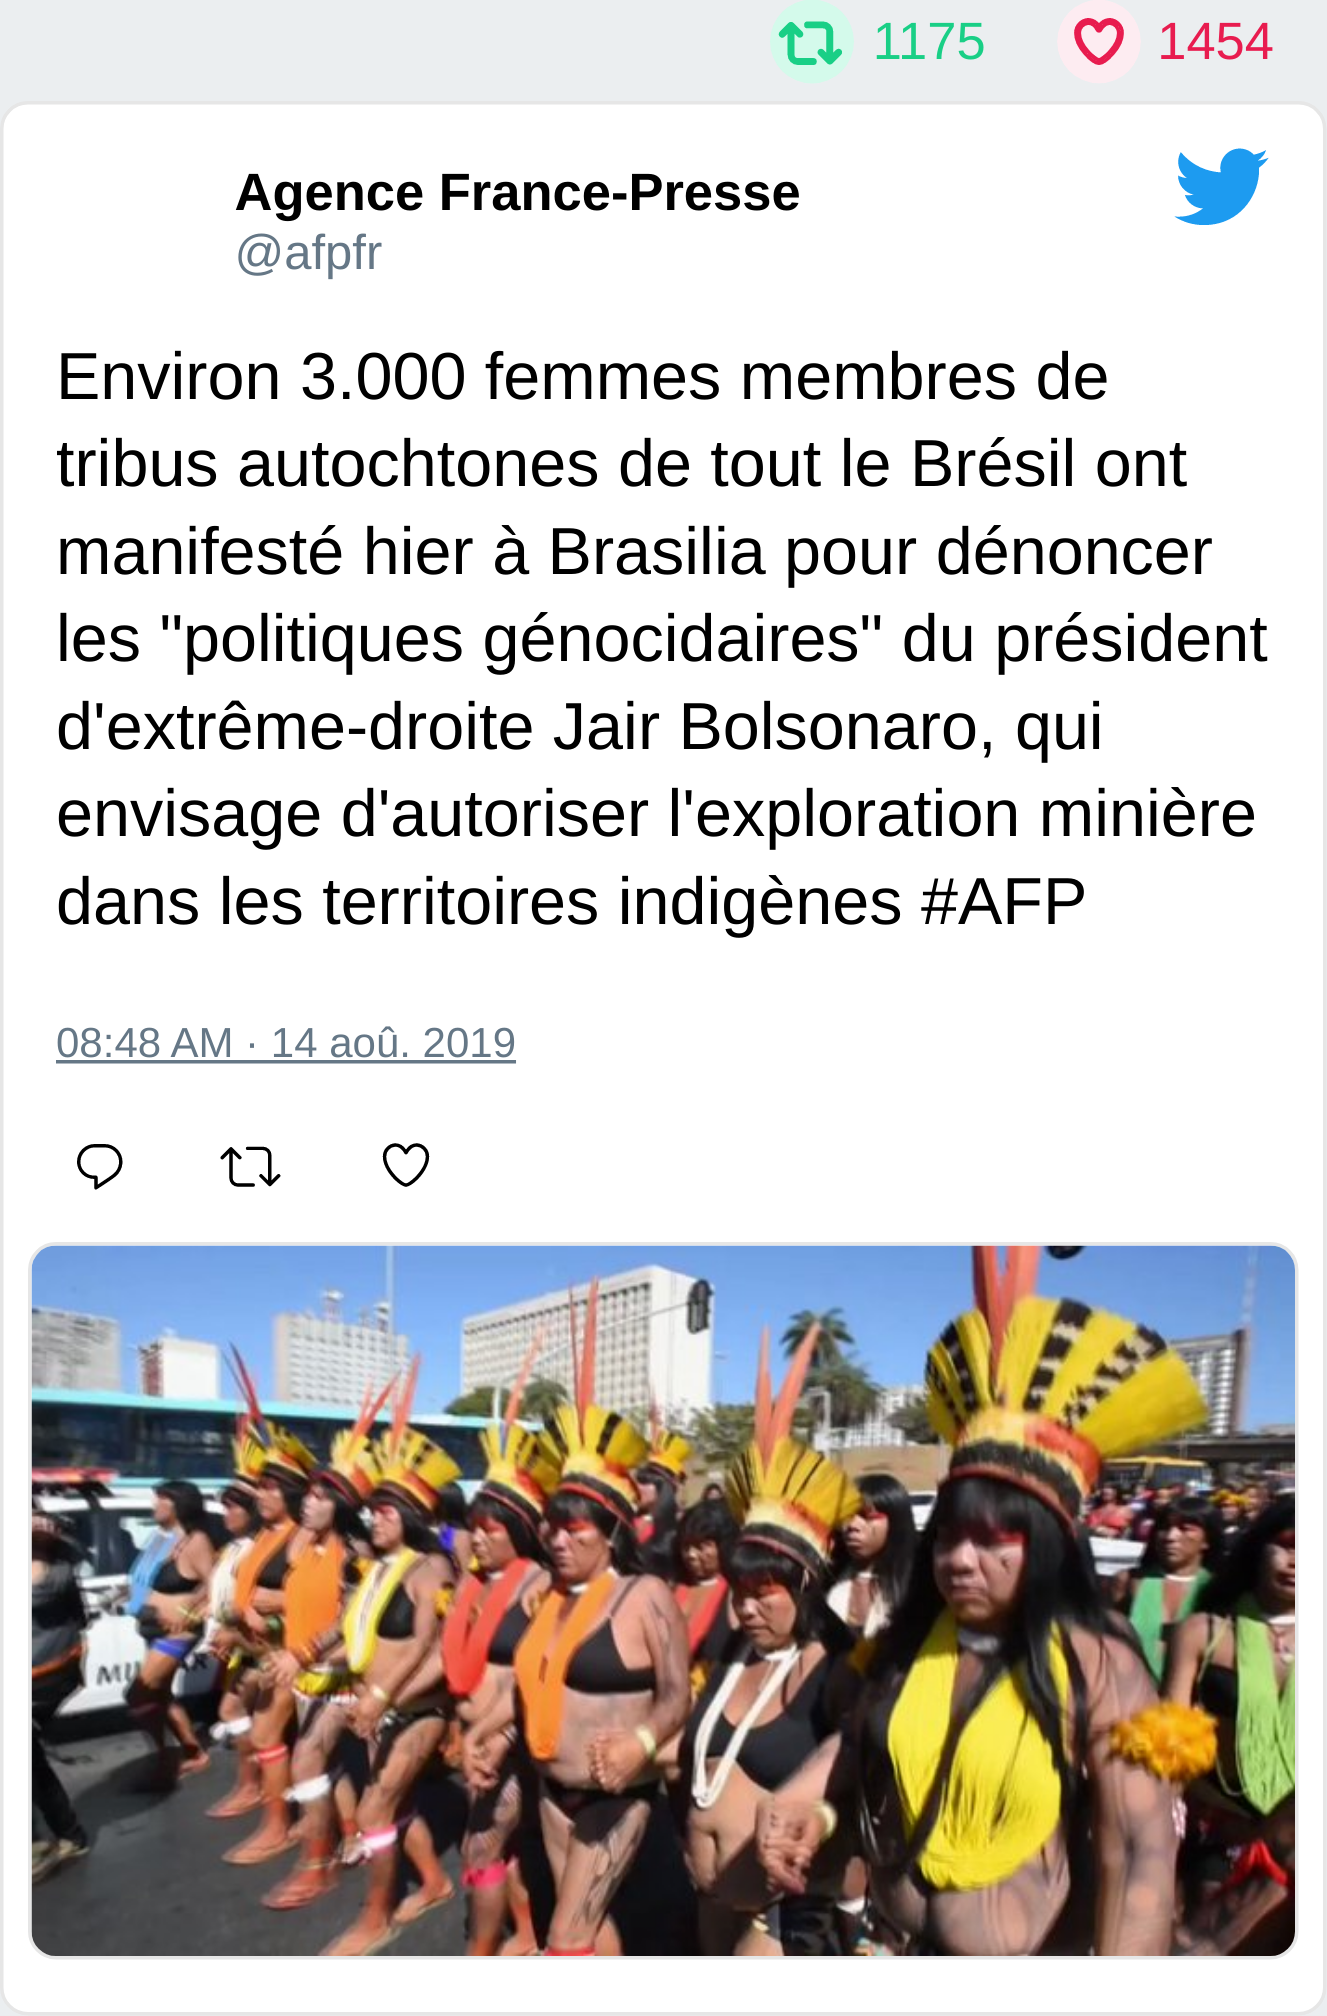 1175 1454
Agence France-Presse
@afpfr
Environ 3.000 femmes membres de
tribus autochtones de tout le Brésil ont
manifesté hier à Brasilia pour dénoncer
les "politiques génocidaires" du président
d'extrême-droite Jair Bolsonaro, qui
envisage d'autoriser l'exploration minière
dans les territoires indigènes #AFP
08:48 AM · 14 aoû. 2019